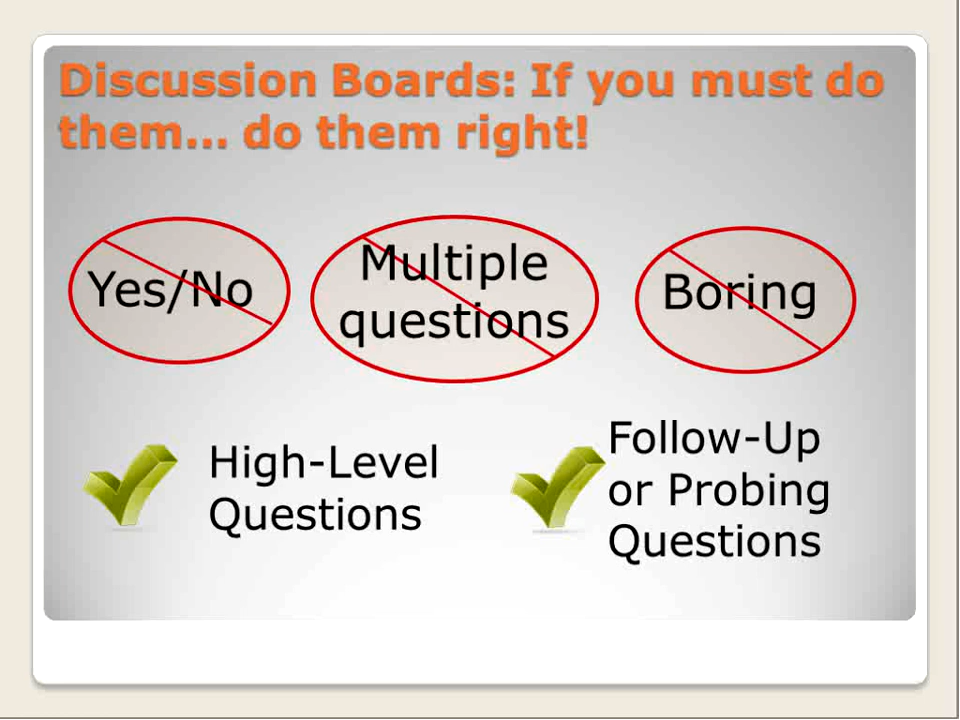 Discussion Boards: If you must do
them... do them right!
Yes/No
Multiple
questions
Boring
High-Level
Questions
Follow-Up
or Probing
Questions